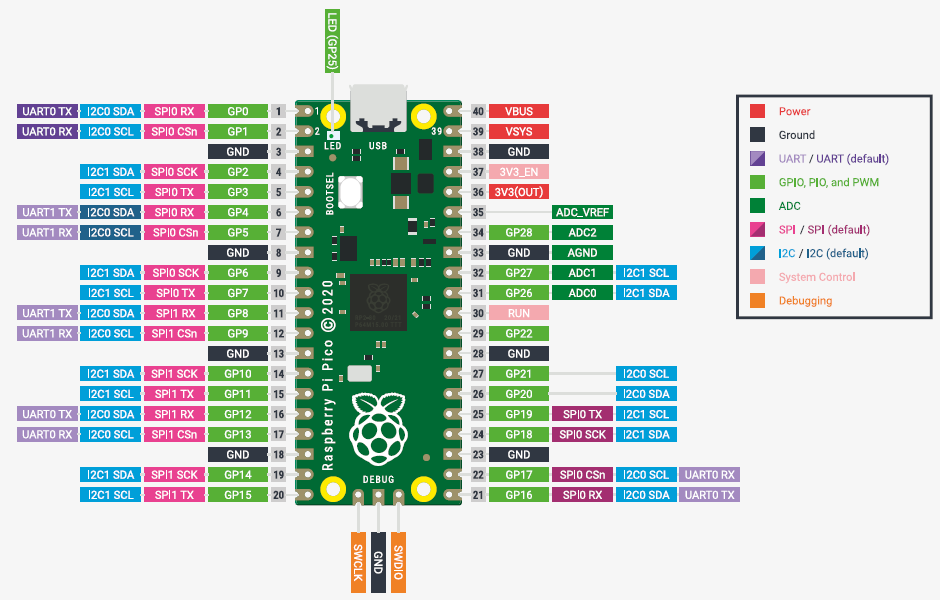 LED (GP25)
UART0 TX I2C0 SDA SPI0 RX GP0 1
UART0 RX I2C0 SCL SPI0 CSn GP1 2
GND 3
I2C1 SDA SPI0 SCK GP2 4
I2C1 SCL SPI0 TX GP3 5
UART1 TX I2C0 SDA SPI0 RX GP4 6
UART1 RX I2C0 SCL SPI0 CSn GP5 7
GND 8
I2C1 SDA SPI0 SCK GP6 9
I2C1 SCL SPI0 TX GP7 10
UART1 TX I2C0 SDA SPI1 RX GP8 11
UART1 RX I2C0 SCL SPI1 CSn GP9 12
GND 13
I2C1 SDA SPI1 SCK GP10 14
I2C1 SCL SPI1 TX GP11 15
UART0 TX I2C0 SDA SPI1 RX GP12 16
UART0 RX I2C0 SCL SPI1 CSn GP13 17
GND 18
I2C1 SDA SPI1 SCK GP14 19
I2C1 SCL SPI1 TX GP15 20
1
2
39
LED
USB
BOOTSEL
Raspberry Pi Pico © 2020
DEBUG
SWCLK
GND
SWDIO
40 VBUS
39 VSYS
38 GND
37 3V3_EN
36 3V3(OUT)
35 ADC_VREF
34 GP28 ADC2
33 GND AGND
32 GP27 ADC1 I2C1 SCL
31 GP26 ADC0 I2C1 SDA
30 RUN
29 GP22
28 GND
27 GP21 I2C0 SCL
26 GP20 I2C0 SDA
25 GP19 SPI0 TX I2C1 SCL
24 GP18 SPI0 SCK I2C1 SDA
23 GND
22 GP17 SPI0 CSn I2C0 SCL UART0 RX
21 GP16 SPI0 RX I2C0 SDA UART0 TX
Power
Ground
UART / UART (default)
GPIO, PIO, and PWM
ADC
SPI / SPI (default)
I2C / I2C (default)
System Control
Debugging